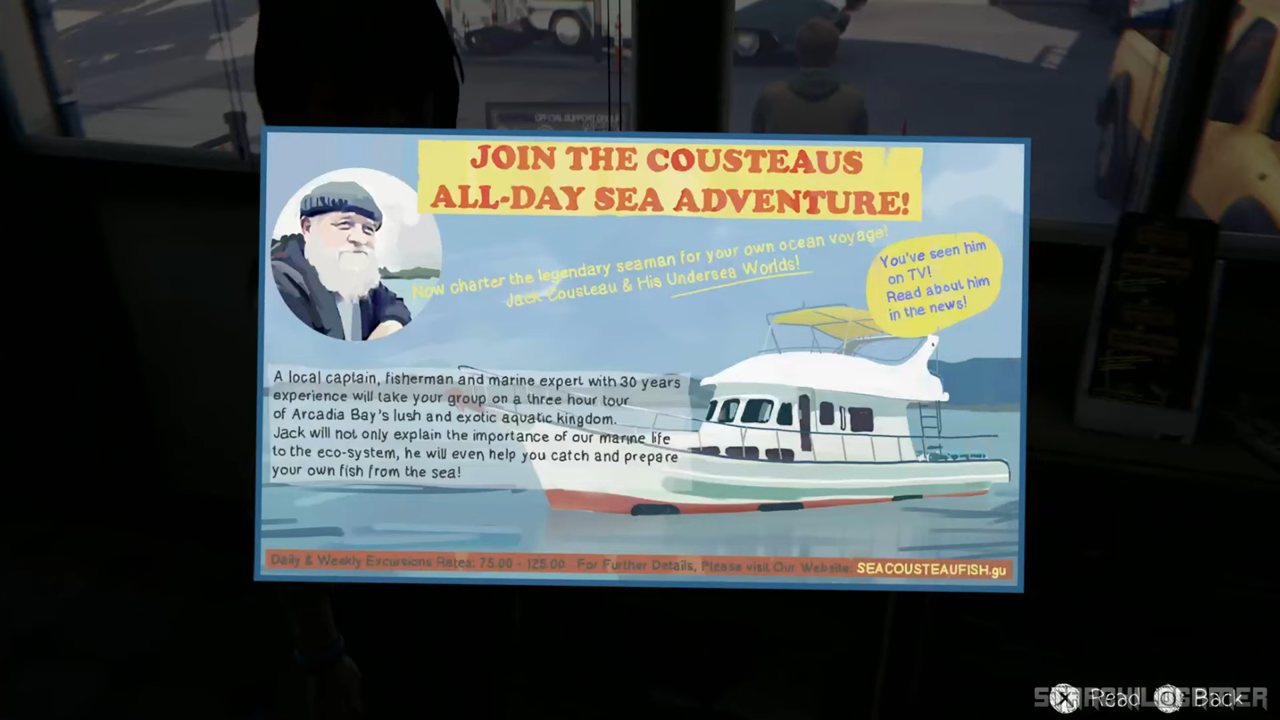 OFFICIAL SUPPORT GROUP
JOIN THE COUSTEAUS
ALL-DAY SEA ADVENTURE!
Now charter the legendary seaman for your own ocean voyage!
Jack Cousteau & His Undersea Worlds!
You've seen him
on TV!
Read about him
in the news!
A local captain, fisherman and marine expert with 30 years
experience will take your group on a three hour tour
of Arcadia Bay's lush and exotic aquatic kingdom.
Jack will not only explain the importance of our marine life
to the eco-system, he will even help you catch and prepare
your own fish from the sea!
Daily & Weekly Excursions Rates: 75.00 - 125.00 For Further Details, Please visit Our Website: SEACOUSTEAUFISH.gu
Read Back